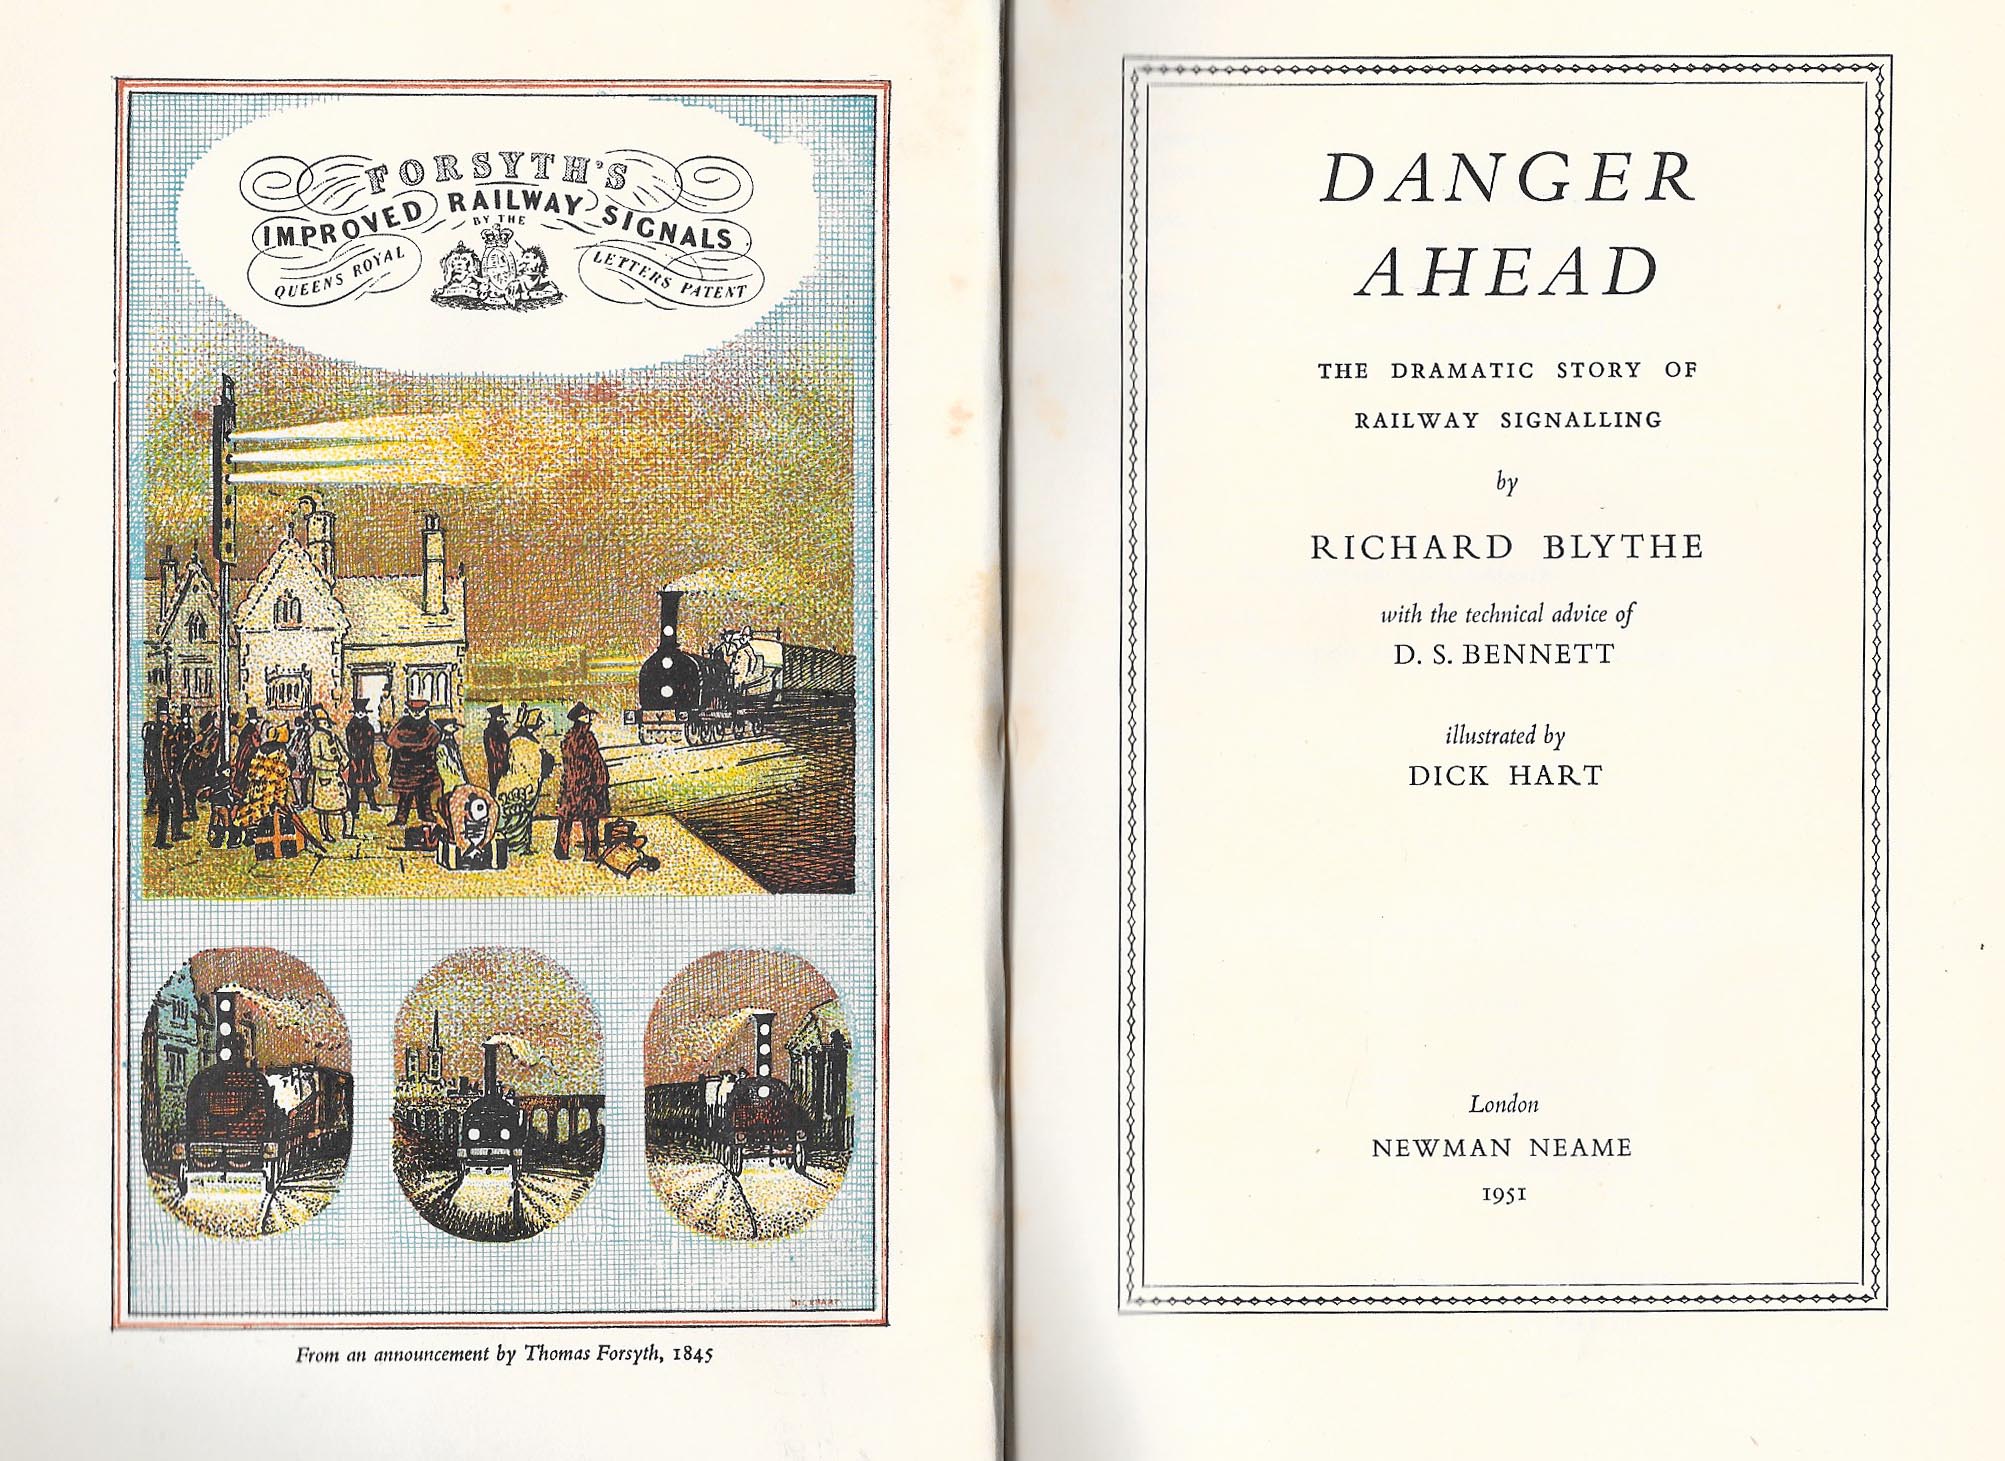 FORSYTH'S
IMPROVED RAILWAY SIGNALS
BY THE
QUEENS ROYAL LETTERS PATENT
DICK HART
From an announcement by Thomas Forsyth, 1845
DANGER
AHEAD
THE DRAMATIC STORY OF
RAILWAY SIGNALLING
by
RICHARD BLYTHE
with the technical advice of
D. S. BENNETT
illustrated by
DICK HART
London
NEWMAN NEAME
1951